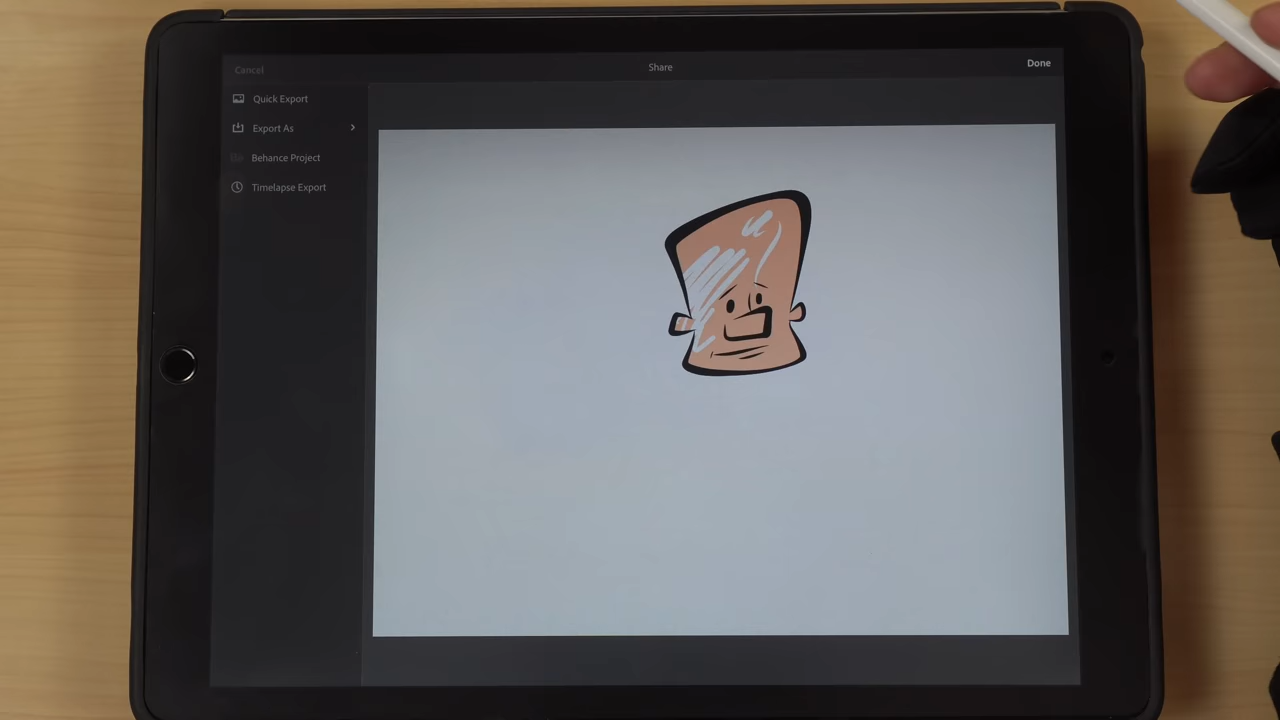 Cancel
Share
Done
Quick Export
Export As
Behance Project
Timelapse Export